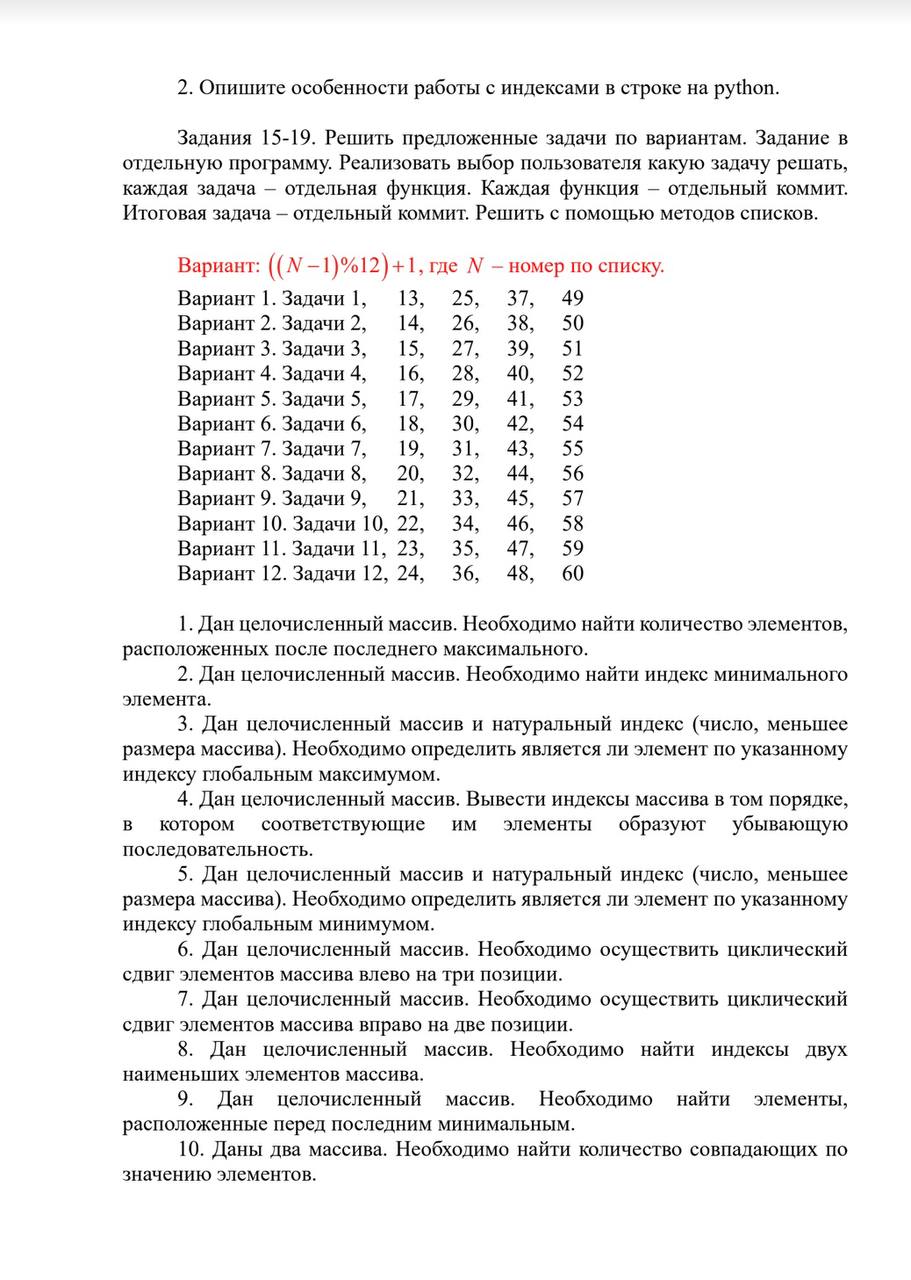 2. Опишите особенности работы с индексами в строке на python.
Задания 15-19. Решить предложенные задачи по вариантам. Задание в
отдельную программу. Реализовать выбор пользователя какую задачу решать,
каждая задача – отдельная функция. Каждая функция – отдельный коммит.
Итоговая задача – отдельный коммит. Решить с помощью методов списков.
Вариант: ((N −1)%12)+1, где N – номер по списку.
Вариант 1. Задачи 1, 13, 25, 37, 49
Вариант 2. Задачи 2, 14, 26, 38, 50
Вариант 3. Задачи 3, 15, 27, 39, 51
Вариант 4. Задачи 4, 16, 28, 40, 52
Вариант 5. Задачи 5, 17, 29, 41, 53
Вариант 6. Задачи 6, 18, 30, 42, 54
Вариант 7. Задачи 7, 19, 31, 43, 55
Вариант 8. Задачи 8, 20, 32, 44, 56
Вариант 9. Задачи 9, 21, 33, 45, 57
Вариант 10. Задачи 10, 22, 34, 46, 58
Вариант 11. Задачи 11, 23, 35, 47, 59
Вариант 12. Задачи 12, 24, 36, 48, 60
1. Дан целочисленный массив. Необходимо найти количество элементов,
расположенных после последнего максимального.
2. Дан целочисленный массив. Необходимо найти индекс минимального
элемента.
3. Дан целочисленный массив и натуральный индекс (число, меньшее
размера массива). Необходимо определить является ли элемент по указанному
индексу глобальным максимумом.
4. Дан целочисленный массив. Вывести индексы массива в том порядке,
в котором соответствующие им элементы образуют убывающую
последовательность.
5. Дан целочисленный массив и натуральный индекс (число, меньшее
размера массива). Необходимо определить является ли элемент по указанному
индексу глобальным минимумом.
6. Дан целочисленный массив. Необходимо осуществить циклический
сдвиг элементов массива влево на три позиции.
7. Дан целочисленный массив. Необходимо осуществить циклический
сдвиг элементов массива вправо на две позиции.
8. Дан целочисленный массив. Необходимо найти индексы двух
наименьших элементов массива.
9. Дан целочисленный массив. Необходимо найти элементы,
расположенные перед последним минимальным.
10. Даны два массива. Необходимо найти количество совпадающих по
значению элементов.